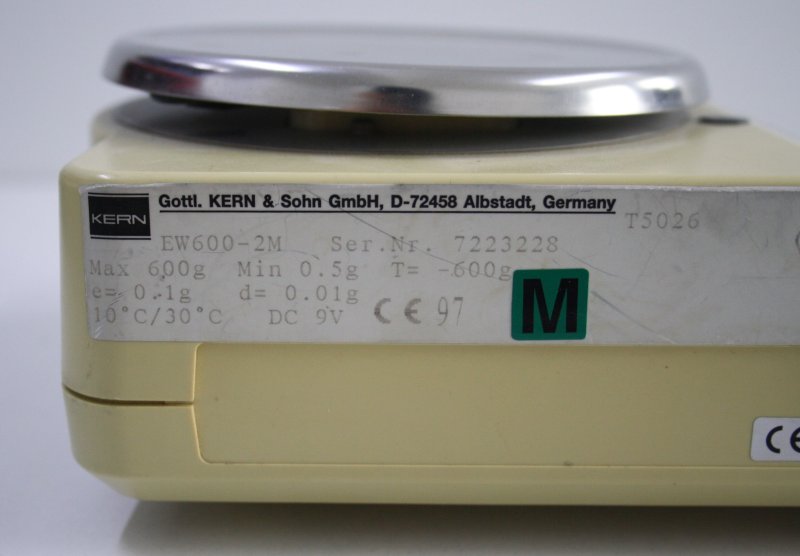 KERN
Gottl. KERN & Sohn GmbH, D-72458 Albstadt, Germany
T5026
EW600-2M Ser.Nr. 7223228
Max 600g Min 0.5g T= -600g
e= 0.1g d= 0.01g
10°C/30°C DC 9V CE 97
M
CE